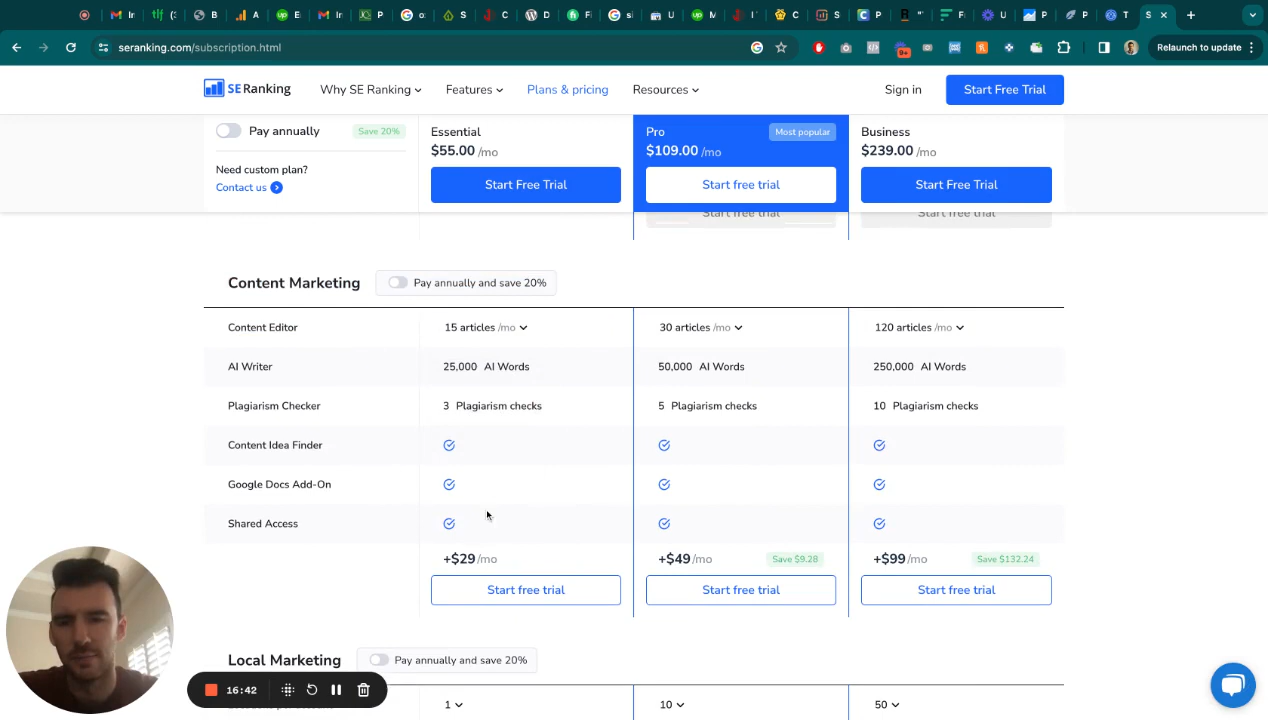 seranking.com/subscription.html
9+
Relaunch to update
SE Ranking
Why SE Ranking
Features
Plans & pricing
Resources
Sign in
Start Free Trial
Pay annually
Save 20%
Need custom plan?
Contact us
Essential
$55.00 /mo
Start Free Trial
Pro
Most popular
$109.00 /mo
Start free trial
Business
$239.00 /mo
Start Free Trial
Start free trial
Start free trial
Content Marketing
Pay annually and save 20%
Content Editor
15 articles /mo
30 articles /mo
120 articles /mo
AI Writer
25,000 AI Words
50,000 AI Words
250,000 AI Words
Plagiarism Checker
3 Plagiarism checks
5 Plagiarism checks
10 Plagiarism checks
Content Idea Finder
Google Docs Add-On
Shared Access
+$29/mo
+$49/mo
Save $9.28
+$99/mo
Save $132.24
Start free trial
Start free trial
Start free trial
Local Marketing
Pay annually and save 20%
16:42
1
10
50